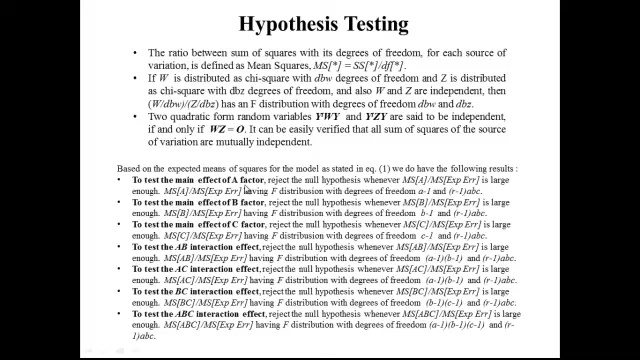 Hypothesis Testing
• The ratio between sum of squares with its degrees of freedom, for each source of
variation, is defined as Mean Squares, MS[*] = SS[*]/df[*].
• If W is distributed as chi-square with dbw degrees of freedom and Z is distributed
as chi-square with dbz degrees of freedom, and also W and Z are independent, then
(W/dbw)/(Z/dbz) has an F distribution with degrees of freedom dbw and dbz.
• Two quadratic form random variables YWY and YZY are said to be independent,
if and only if WZ = O. It can be easily verified that all sum of squares of the source
of variation are mutually independent.
Based on the expected means of squares for the model as stated in eq. (1) we do have the following results :
• To test the main effect of A factor, reject the null hypothesis whenever MS[A]/MS[Exp Err] is large
enough. MS[A]/MS[Exp Err] having F distribution with degrees of freedom a-1 and (r-1)abc.
• To test the main effect of B factor, reject the null hypothesis whenever MS[B]/MS[Exp Err] is large
enough. MS[B]/MS[Exp Err] having F distribution with degrees of freedom b-1 and (r-1)abc.
• To test the main effect of C factor, reject the null hypothesis whenever MS[C]/MS[Exp Err] is large
enough. MS[C]/MS[Exp Err] having F distribution with degrees of freedom c-1 and (r-1)abc.
• To test the AB interaction effect, reject the null hypothesis whenever MS[AB]/MS[Exp Err] is large
enough. MS[AB]/MS[Exp Err] having F distribution with degrees of freedom (a-1)(b-1) and (r-1)abc.
• To test the AC interaction effect, reject the null hypothesis whenever MS[AC]/MS[Exp Err] is large
enough. MS[AC]/MS[Exp Err] having F distribution with degrees of freedom (a-1)(c-1) and (r-1)abc.
• To test the BC interaction effect, reject the null hypothesis whenever MS[BC]/MS[Exp Err] is large
enough. MS[BC]/MS[Exp Err] having F distribution with degrees of freedom (b-1)(c-1) and (r-1)abc.
• To test the ABC interaction effect, reject the null hypothesis whenever MS[ABC]/MS[Exp Err] is large
enough. MS[ABC]/MS[Exp Err] having F distribution with degrees of freedom (a-1)(b-1)(c-1) and (r-
1)abc.